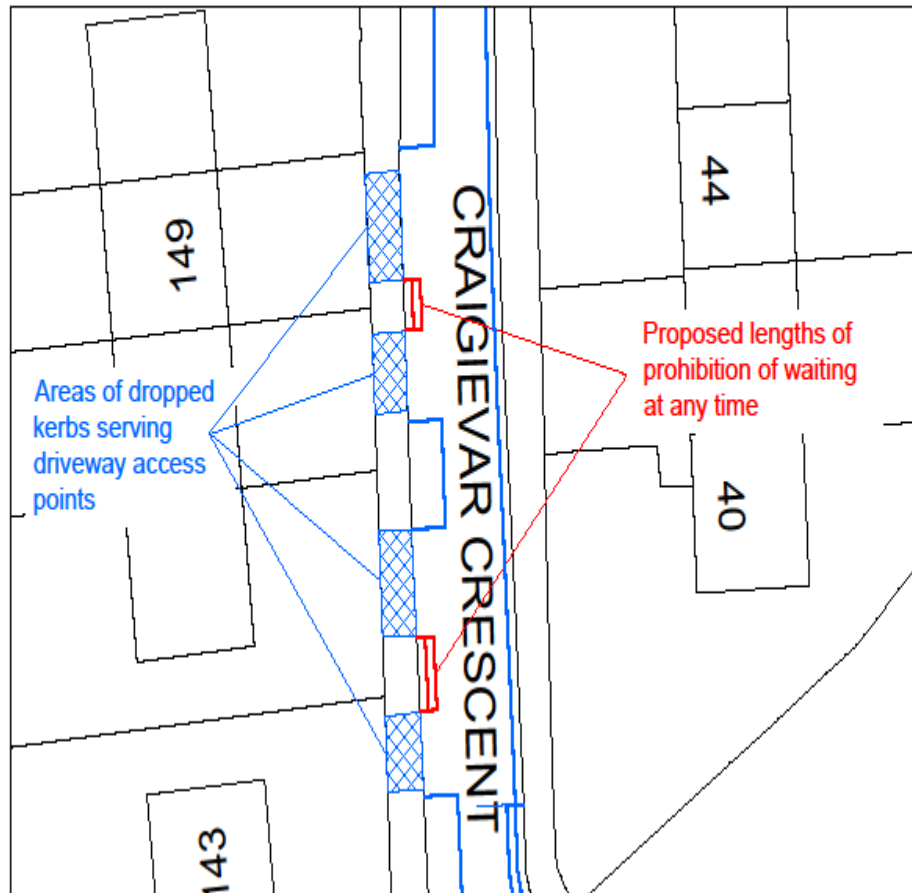 149
44
CRAIGIEVAR CRESCENT
Proposed lengths of
prohibition of waiting
at any time
Areas of dropped
kerbs serving
driveway access
points
40
143